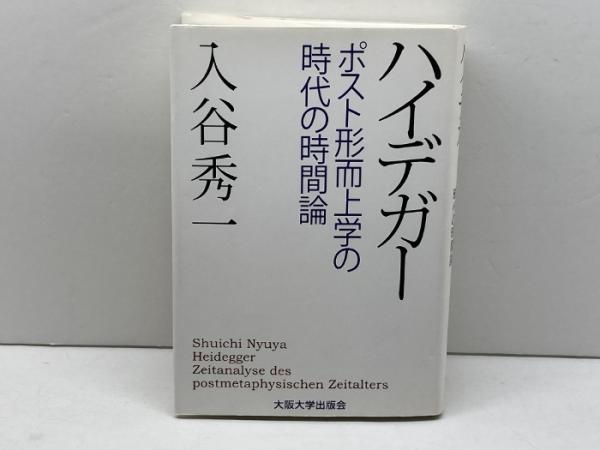 ハイデガー
ポスト形而上学の
時代の時間論
入谷秀一
Shuichi Nyuya
Heidegger
Zeitanalyse des
postmetaphysischen Zeitalters
大阪大学出版会